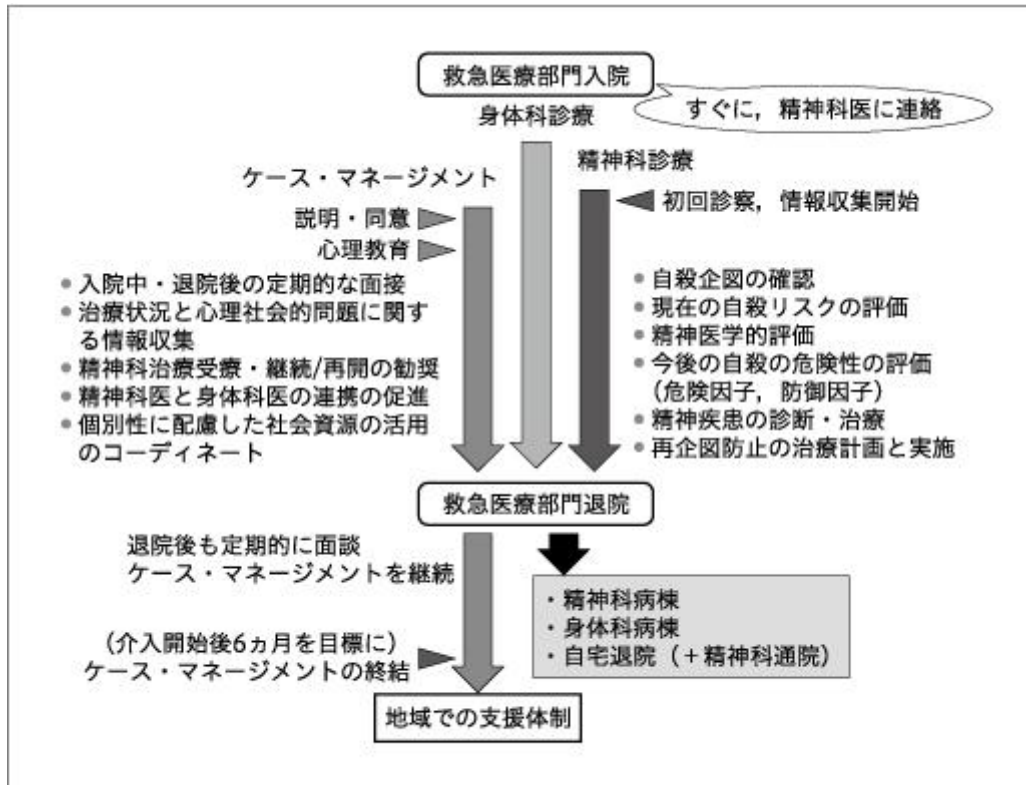 救急医療部門入院
すぐに，精神科医に連絡
身体科診療
精神科診療
ケース・マネージメント
初回診察，情報収集開始
説明・同意
心理教育
●入院中・退院後の定期的な面接
●治療状況と心理社会的問題に関す
る情報収集
●精神科治療受療・継続/再開の勧奨
●精神科医と身体科医の連携の促進
●個別性に配慮した社会資源の活用
のコーディネート
●自殺企図の確認
●現在の自殺リスクの評価
●精神医学的評価
●今後の自殺の危険性の評価
（危険因子，防御因子）
●精神疾患の診断・治療
●再企図防止の治療計画と実施
救急医療部門退院
退院後も定期的に面談
ケース・マネージメントを継続
・精神科病棟
・身体科病棟
・自宅退院（＋精神科通院）
（介入開始後6ヵ月を目標に）
ケース・マネージメントの終結
地域での支援体制